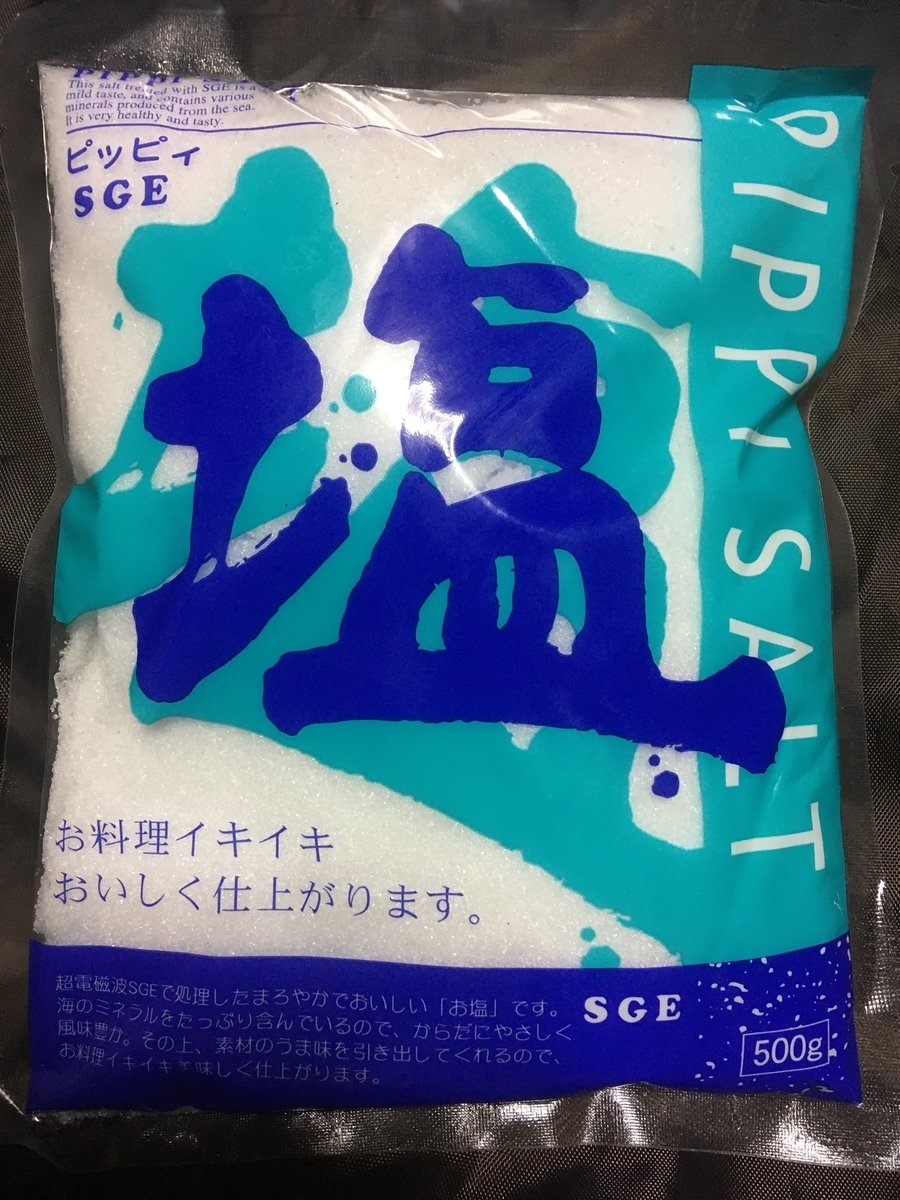 PIPPI
This salt treated with SGE is a
mild taste, and contains various
minerals produced from the sea.
It is very healthy and tasty.
ピッピィ
SGE
塩
PIPPI SALT
お料理イキイキ
おいしく仕上がります。
超電磁波SGEで処理したまろやかでおいしい「お塩」です。
海のミネラルをたっぷり含んでいるので、からだにやさしく
風味豊か。その上、素材のうま味を引き出してくれるので、
お料理イキイキ美味しく仕上がります。
SGE
500g